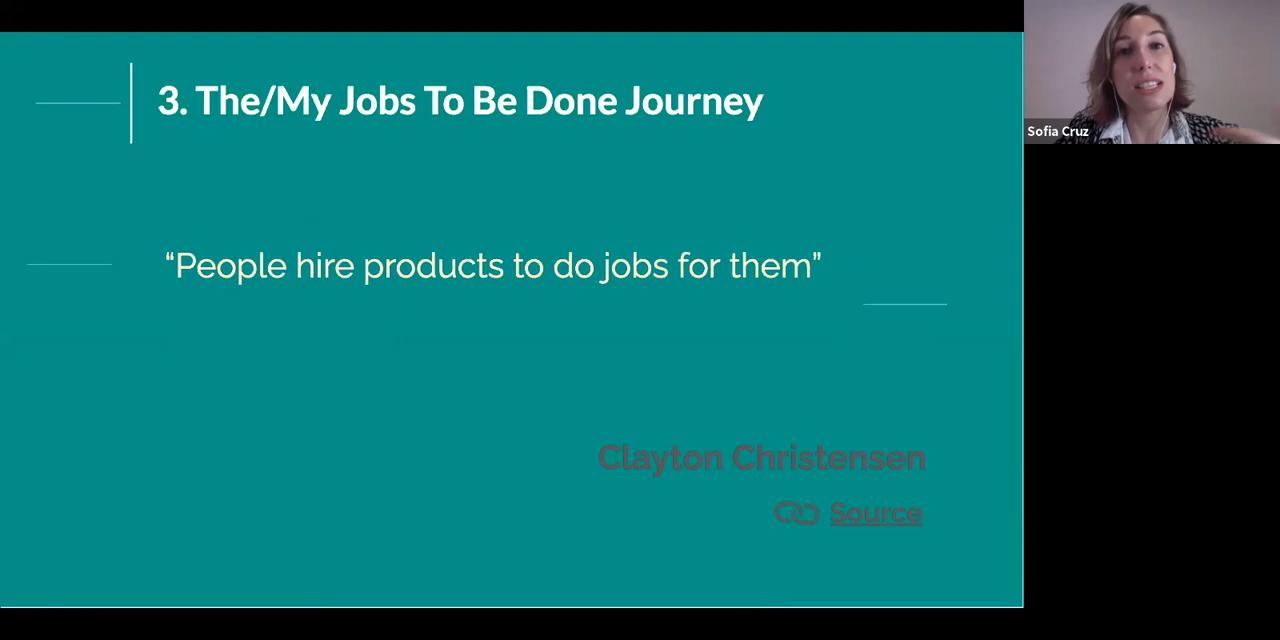 3. The/My Jobs To Be Done Journey
“People hire products to do jobs for them”
Clayton Christensen
Source
Sofia Cruz